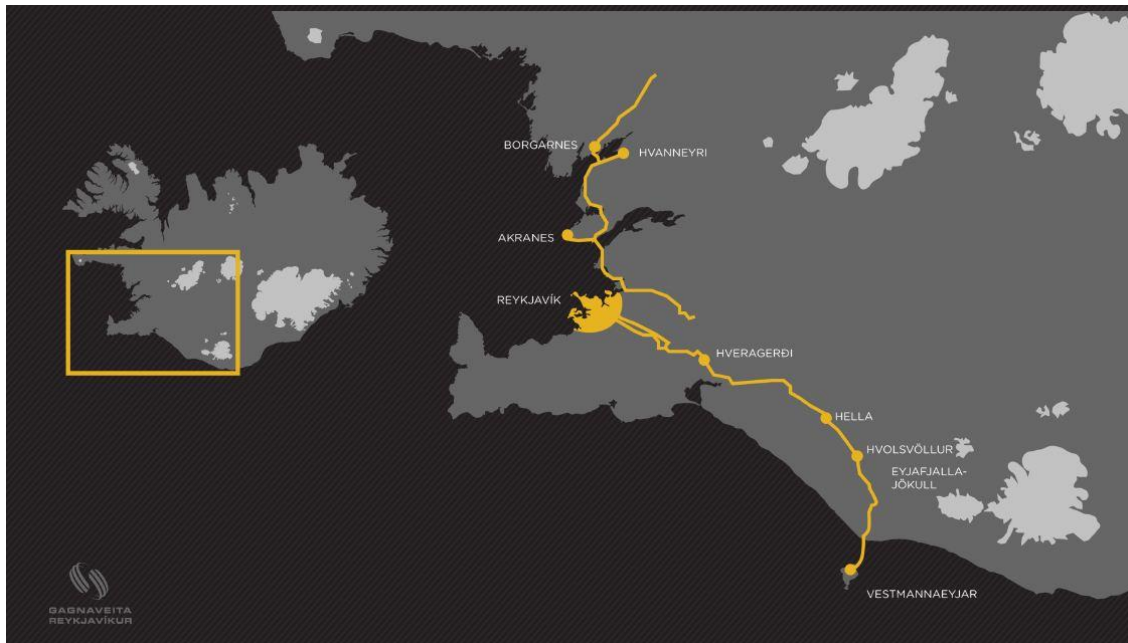 BORGARNES
HVANNEYRI
AKRANES
REYKJAVÍK
HVERAGERÐI
HELLA
HVOLSVÖLLUR
EYJAFJALLA-
JÖKULL
VESTMANNAEYJAR
GAGNAVEITA
REYKJAVÍKUR